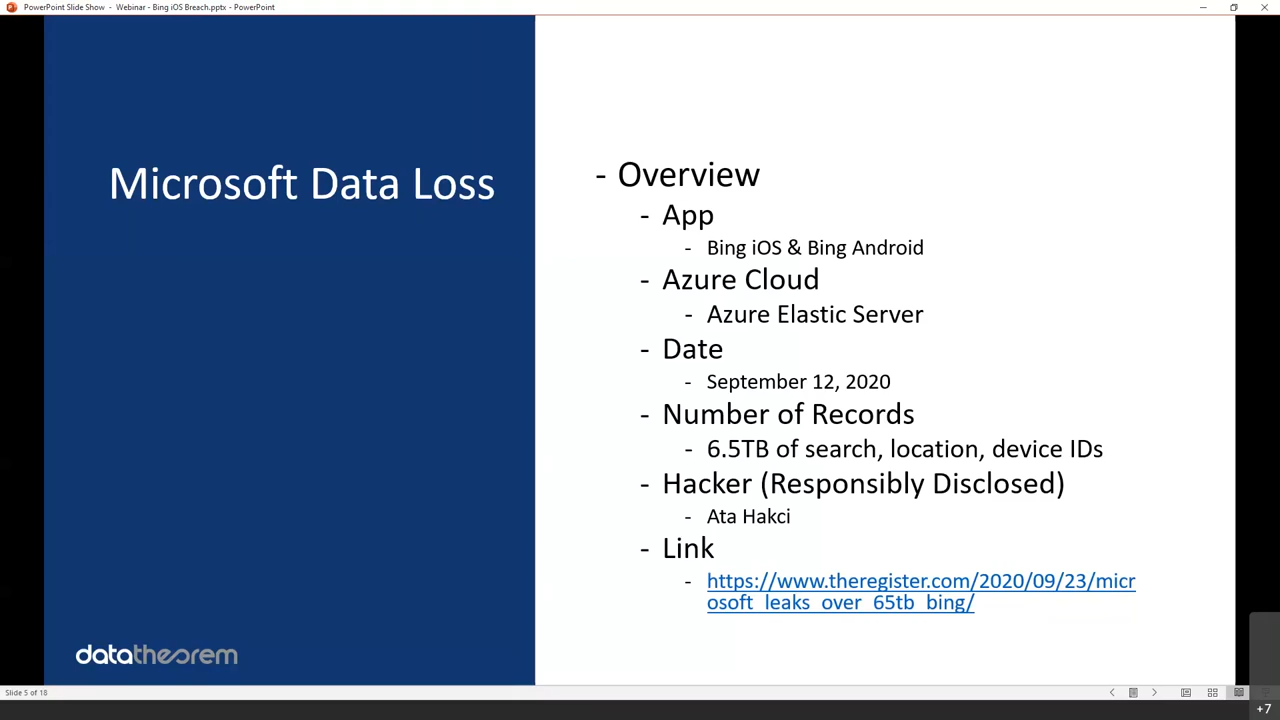 PowerPoint Slide Show - Webinar - Bing iOS Breach.pptx - PowerPoint
Microsoft Data Loss
- Overview
- App
- Bing iOS & Bing Android
- Azure Cloud
- Azure Elastic Server
- Date
- September 12, 2020
- Number of Records
- 6.5TB of search, location, device IDs
- Hacker (Responsibly Disclosed)
- Ata Hakci
- Link
- https://www.theregister.com/2020/09/23/micr
osoft_leaks_over_65tb_bing/
datatheorem
Slide 5 of 18
+7